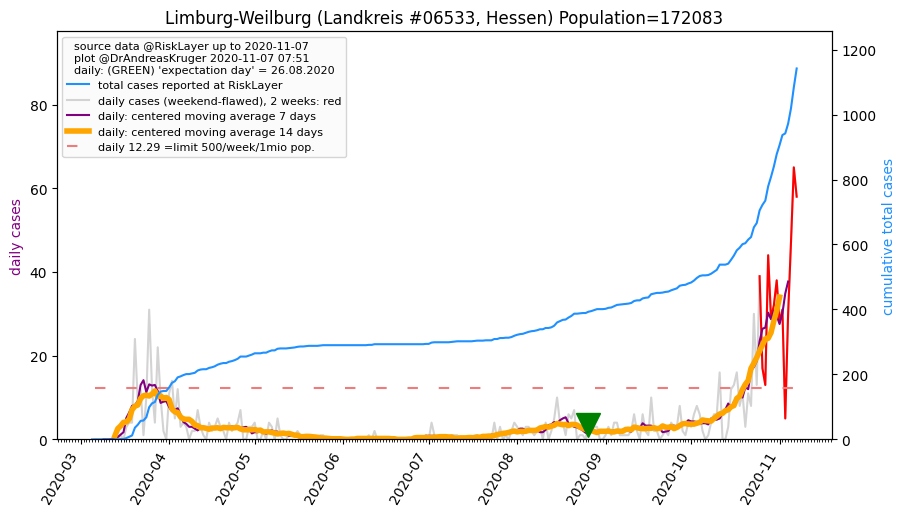 Limburg-Weilburg (Landkreis #06533, Hessen) Population=172083
source data @RiskLayer up to 2020-11-07
plot @DrAndreasKruger 2020-11-07 07:51
daily: (GREEN) 'expectation day' = 26.08.2020
total cases reported at RiskLayer
daily cases (weekend-flawed), 2 weeks: red
daily: centered moving average 7 days
daily: centered moving average 14 days
daily 12.29 =limit 500/week/1mio pop.
daily cases
80
60
40
20
0
cumulative total cases
1200
1000
800
600
400
200
0
2020-03
2020-04
2020-05
2020-06
2020-07
2020-08
2020-09
2020-10
2020-11